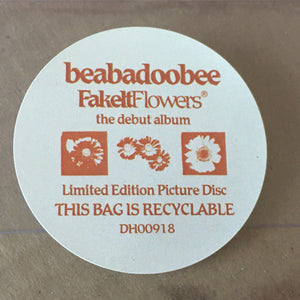 beabadoobee
FakeItFlowers®
the debut album
Limited Edition Picture Disc
THIS BAG IS RECYCLABLE
DH00918